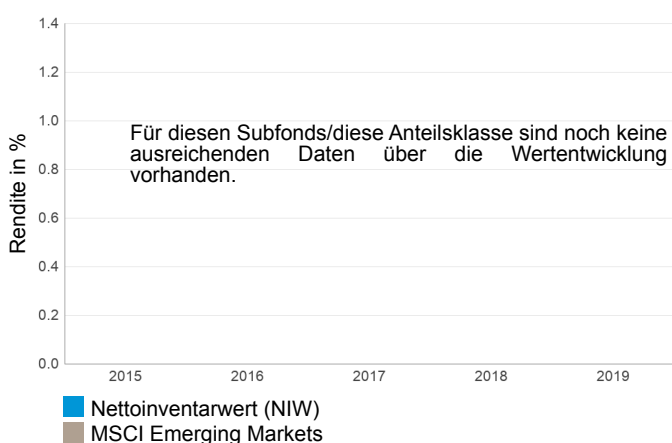 Rendite in %
1.4
1.2
1.0
0.8
0.6
0.4
0.2
0.0
Für diesen Subfonds/diese Anteilsklasse sind noch keine
ausreichenden Daten über die Wertentwicklung
vorhanden.
2015 2016 2017 2018 2019
Nettoinventarwert (NIW)
MSCI Emerging Markets